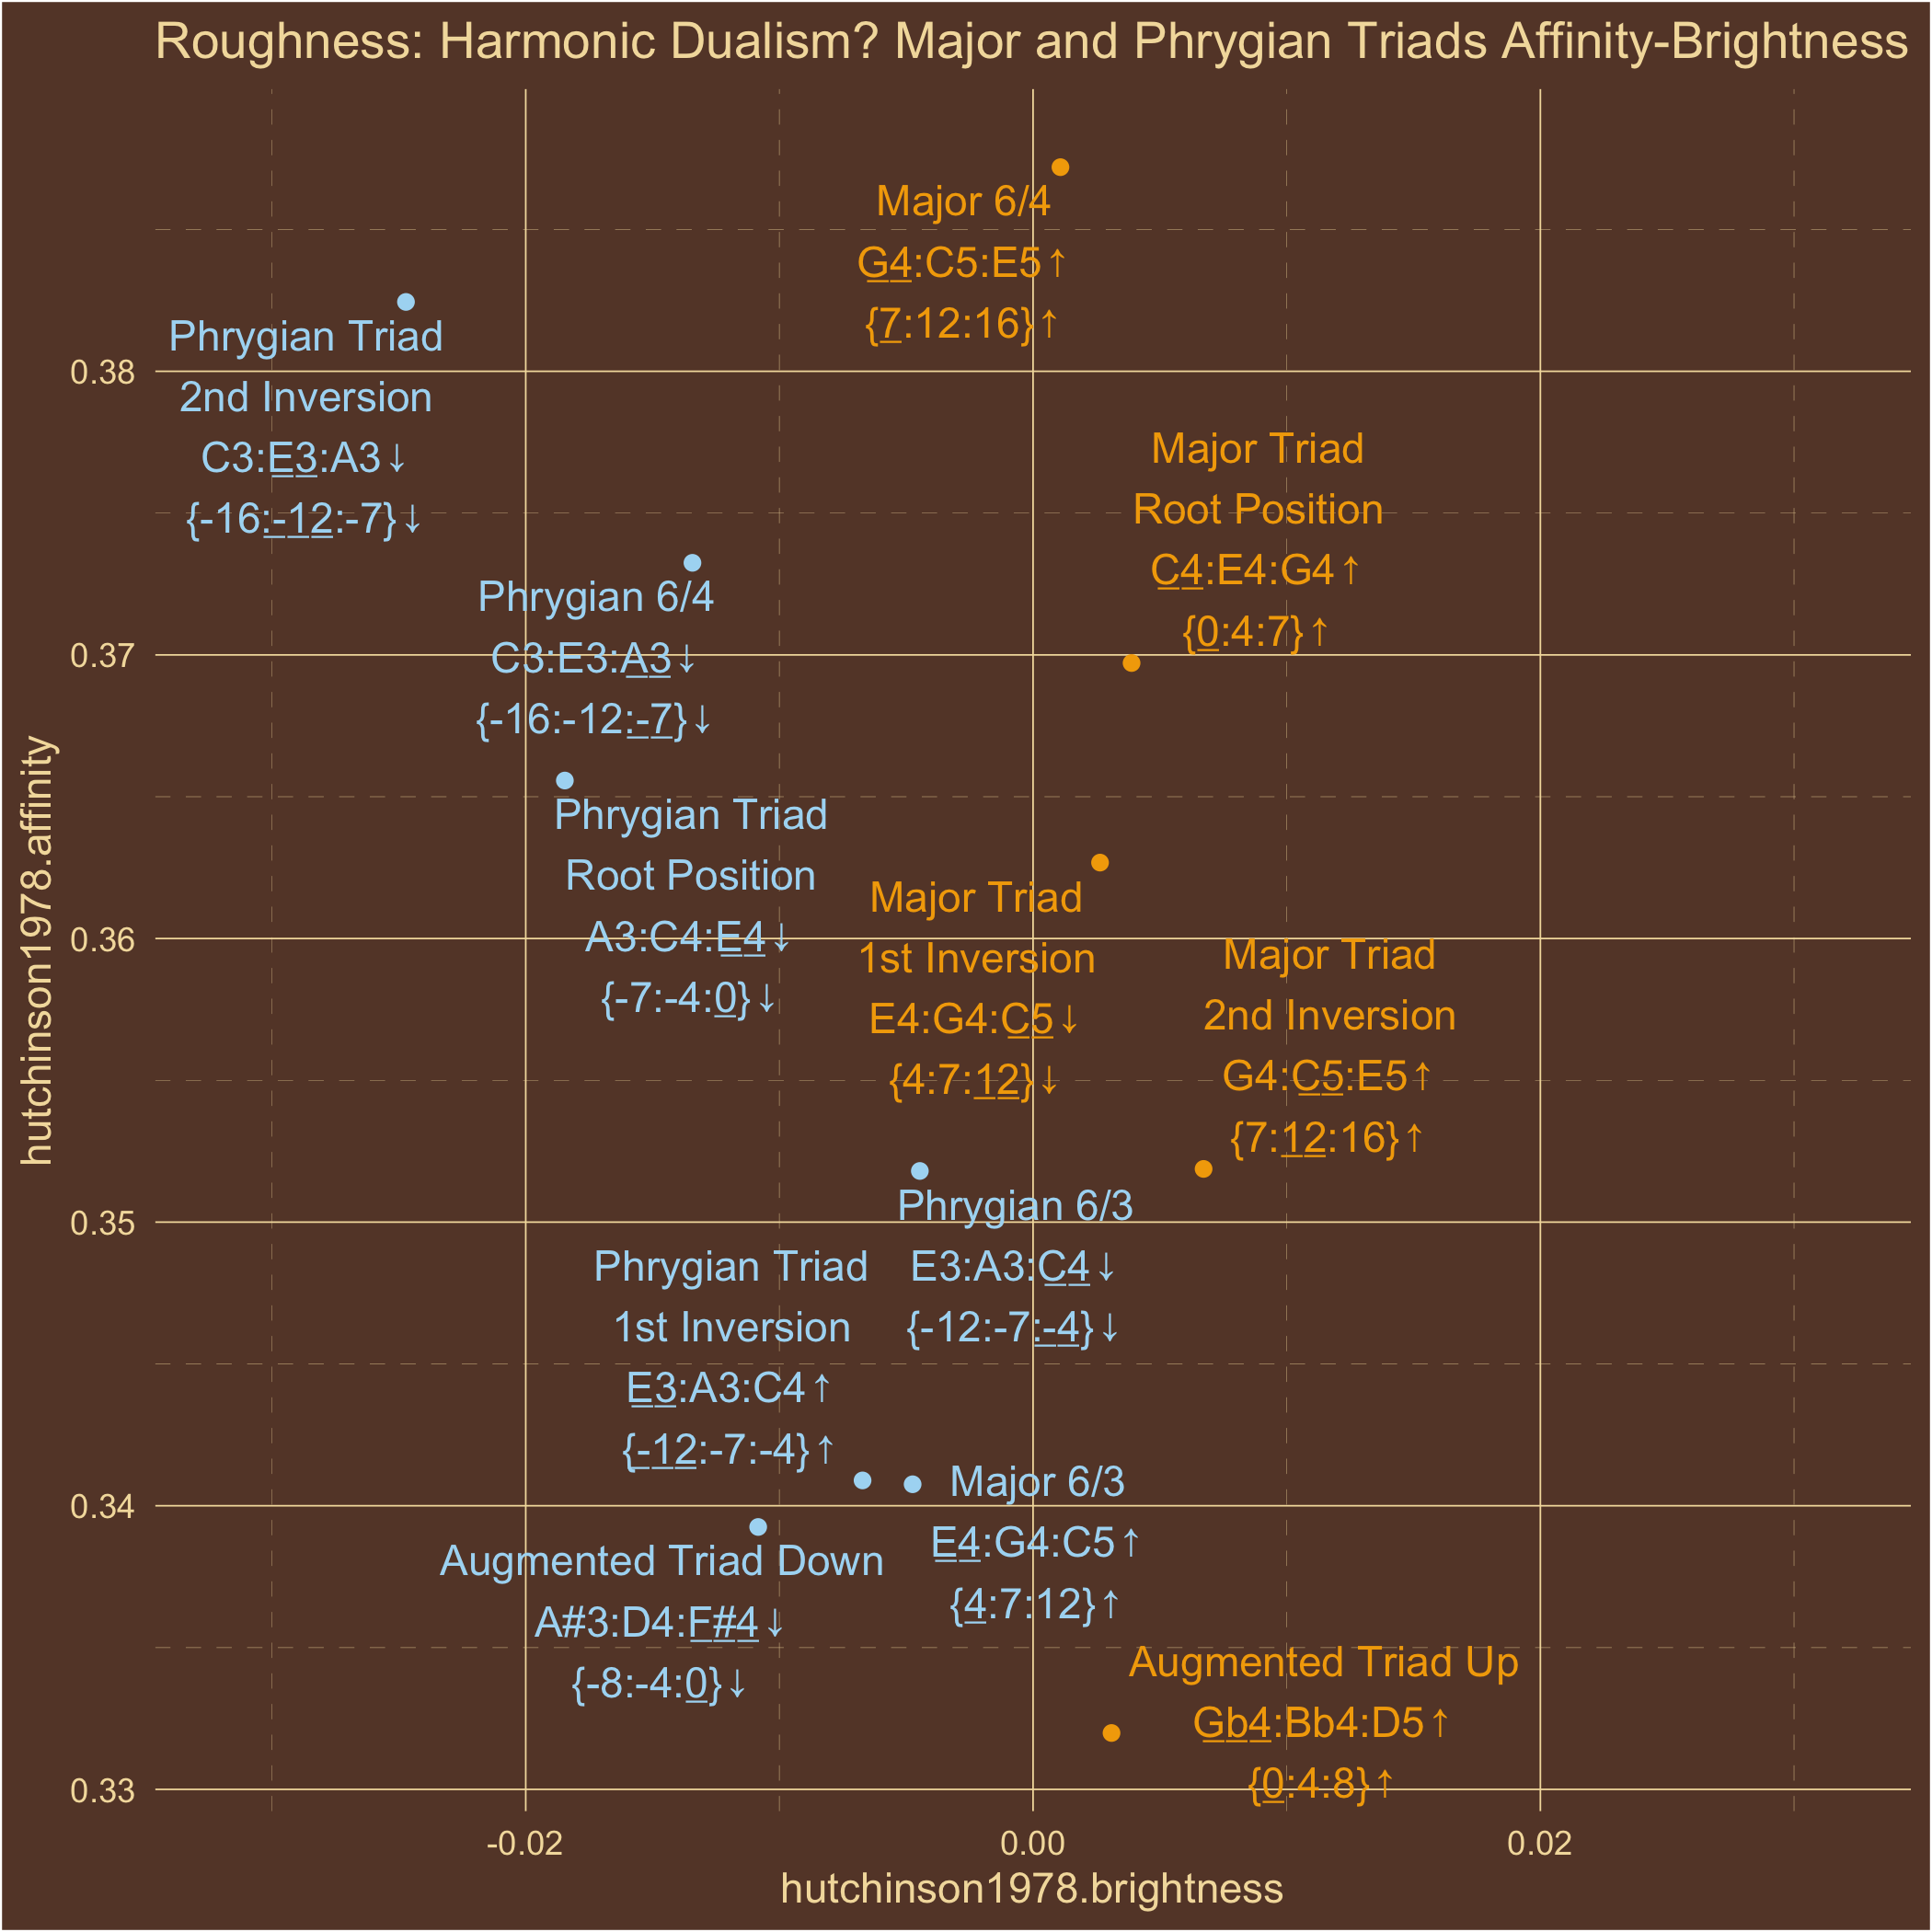 Roughness: Harmonic Dualism? Major and Phrygian Triads Affinity-Brightness
Major 6/4
G4:C5:E5↑
{7:12:16}↑
Phrygian Triad
2nd Inversion
C3:E3:A3↓
{-16:-12:-7}↓
0.38
Major Triad
Root Position
C4:E4:G4↑
{0:4:7}↑
Phrygian 6/4
C3:E3:A3↓
{-16:-12:-7}↓
0.37
Phrygian Triad
Root Position
A3:C4:E4↓
{-7:-4:0}↓
hutchinson1978.affinity
Major Triad
1st Inversion
E4:G4:C5↓
{4:7:12}↓
0.36
Major Triad
2nd Inversion
G4:C5:E5↑
{7:12:16}↑
Phrygian 6/3
E3:A3:C4↓
{-12:-7:-4}↓
0.35
Phrygian Triad
1st Inversion
E3:A3:C4↑
{-12:-7:-4}↑
Major 6/3
E4:G4:C5↑
{4:7:12}↑
0.34
Augmented Triad Down
A#3:D4:F#4↓
{-8:-4:0}↓
Augmented Triad Up
Gb4:Bb4:D5↑
{0:4:8}↑
0.33
-0.02
0.00
0.02
hutchinson1978.brightness